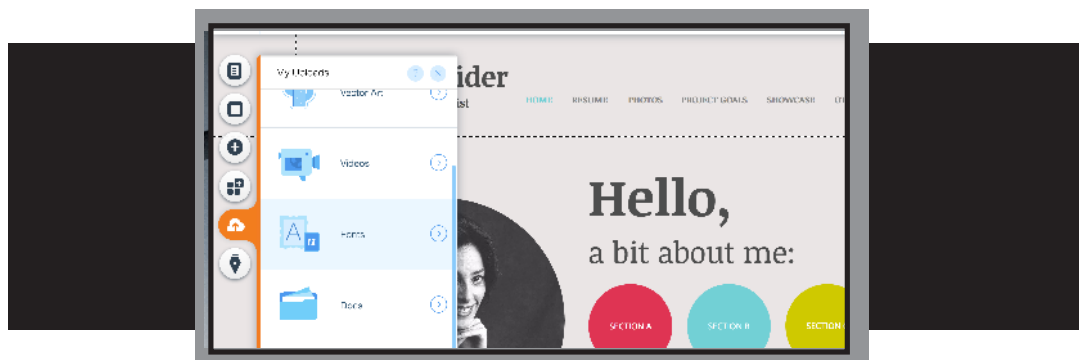 My Uploads
?
Vector Art
Videos
A
Fonts
Docs
ider
ist
HOME RESUME PHOTOS PROJECT GOALS SHOWCASE
Hello,
a bit about me:
SECTION A
SECTION B
SECTION